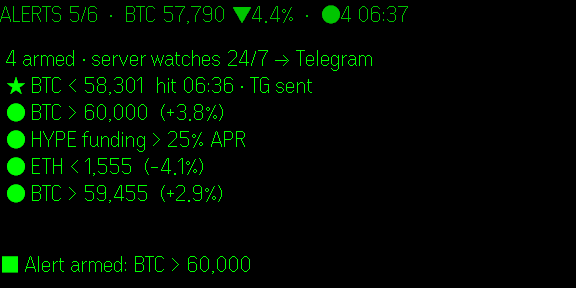 ALERTS 5/6 · BTC 57,790 ▼4.4% · ●4 06:37
4 armed · server watches 24/7 → Telegram
★ BTC < 58,301 hit 06:36 · TG sent
● BTC > 60,000 (+3.8%)
● HYPE funding > 25% APR
● ETH < 1,555 (-4.1%)
● BTC > 59,455 (+2.9%)
■ Alert armed: BTC > 60,000